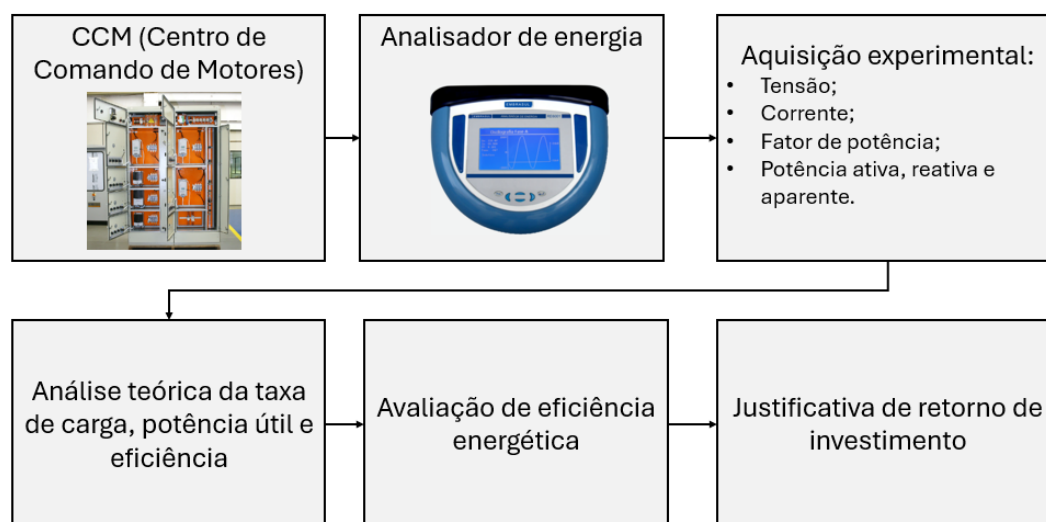 CCM (Centro de
Comando de Motores)
Analisador de energia
Aquisição experimental:
• Tensão;
• Corrente;
• Fator de potência;
• Potência ativa, reativa e
aparente.
Análise teórica da taxa
de carga, potência útil e
eficiência
Avaliação de eficiência
energética
Justificativa de retorno de
investimento